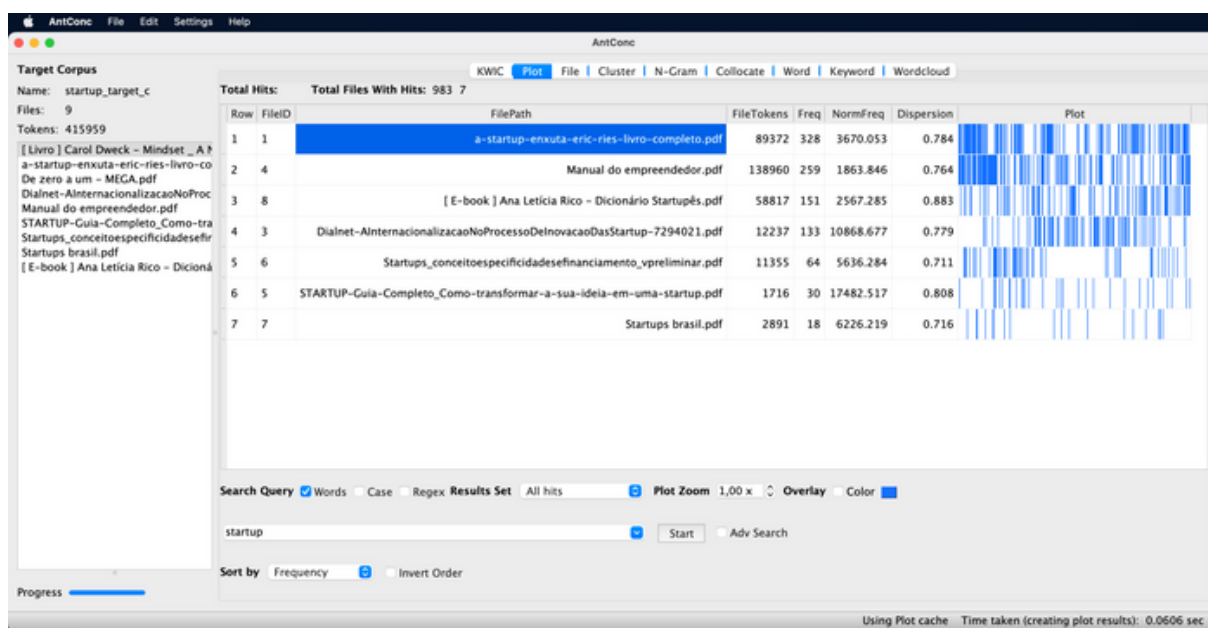 AntConc File Edit Settings Help
AntConc
Target Corpus
Name: startup_target_c
Files: 9
Tokens: 415959
[ Livro ] Carol Dweck - Mindset _ A N
a-startup-enxuta-eric-ries-livro-co
De zero a um - MEGA.pdf
Dialnet-AInternacionalizacaoNoProc
Manual do empreendedor.pdf
STARTUP-Guia-Completo_Como-tra
Startups_conceitoespecificidadesefir
Startups brasil.pdf
[ E-book ] Ana Letícia Rico - Dicioná
Progress
KWIC Plot File Cluster N-Gram Collocate Word Keyword Wordcloud
Total Hits: Total Files With Hits: 983 7
Row FileID FilePath FileTokens Freq NormFreq Dispersion Plot
1 1 a-startup-enxuta-eric-ries-livro-completo.pdf 89372 328 3670.053 0.784
2 4 Manual do empreendedor.pdf 138960 259 1863.846 0.764
3 8 [ E-book ] Ana Letícia Rico - Dicionário Startupês.pdf 58817 151 2567.285 0.883
4 3 Dialnet-AInternacionalizacaoNoProcessoDeInovacaoDasStartup-7294021.pdf 12237 133 10868.677 0.779
5 6 Startups_conceitoespecificidadesefinanciamento_vpreliminar.pdf 11355 64 5636.284 0.711
6 5 STARTUP-Guia-Completo_Como-transformar-a-sua-ideia-em-uma-startup.pdf 1716 30 17482.517 0.808
7 7 Startups brasil.pdf 2891 18 6226.219 0.716
Search Query Words Case Regex Results Set All hits Plot Zoom 1,00 x Overlay Color
startup Start Adv Search
Sort by Frequency Invert Order
Using Plot cache Time taken (creating plot results): 0.0606 sec